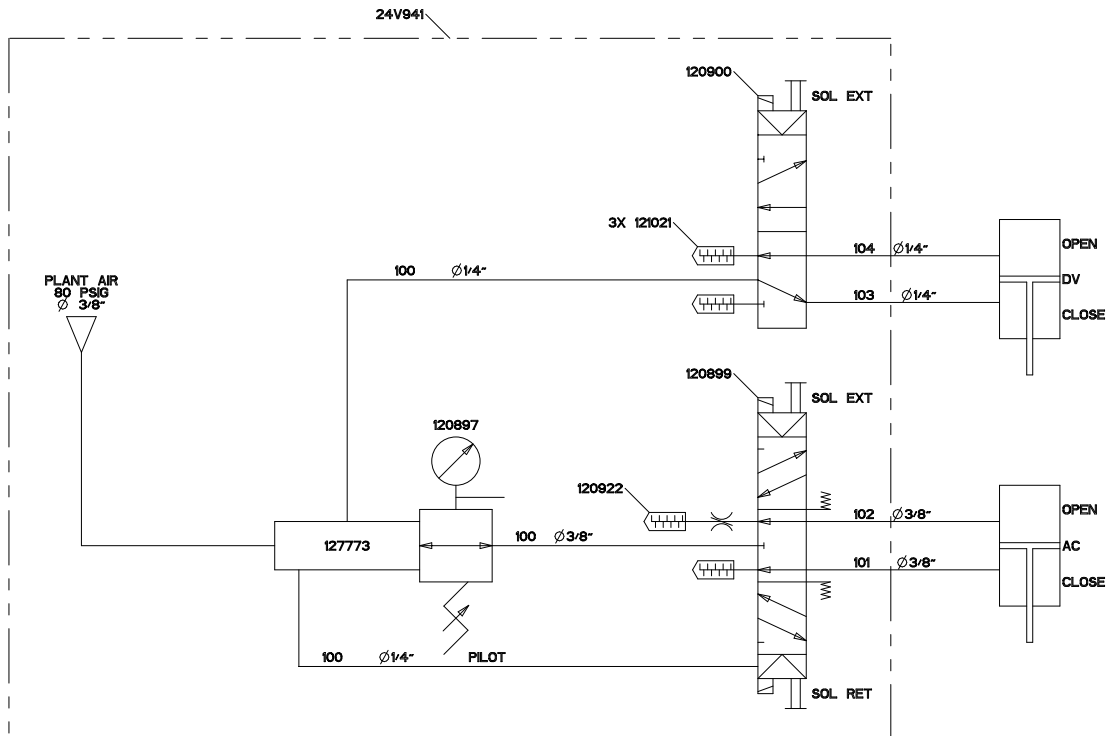 24V941
120900
SOL EXT
3X 121021
104 Ø1/4"
OPEN
DV
100 Ø1/4"
103 Ø1/4"
CLOSE
PLANT AIR
80 PSIG
Ø 3/8"
120899
SOL EXT
120897
120922
102 Ø3/8"
OPEN
127773
100 Ø3/8"
AC
101 Ø3/8"
CLOSE
100 Ø1/4"
PILOT
SOL RET